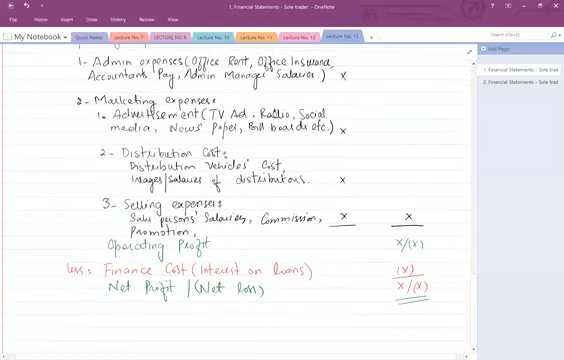 1. Financial Statements - Sole trader - OneNote
File Home Insert Draw History Review View
My Notebook Quick Notes Lecture No. 7 LECTURE NO 8 Lecture No. 10 Lecture No. 11 Lecture No. 12 Lecture No. 13
Search (Ctrl+E)
Add Page
1. Financial Statements - Sole trad
2. Financial Statements - Sole trad
1- Admin expenses (Office Rent, Office Insurance,
Accountants' Pay, Admin Manager Salaries.) x
2- Marketing expenses:
1. Advertisement (TV Ad. Radio, Social
media, News Paper, Bill boards etc.) x
2- Distribution Cost:
Distribution Vehicles' Cost,
Wages/Salaries of distributors. x
3- Selling expenses:
Sale persons' Salaries, Commission, x x
Promotion,
Operating Profit x/(x)
less: Finance Cost (Interest on loans) (x)
Net Profit / (Net loss) x/(x)